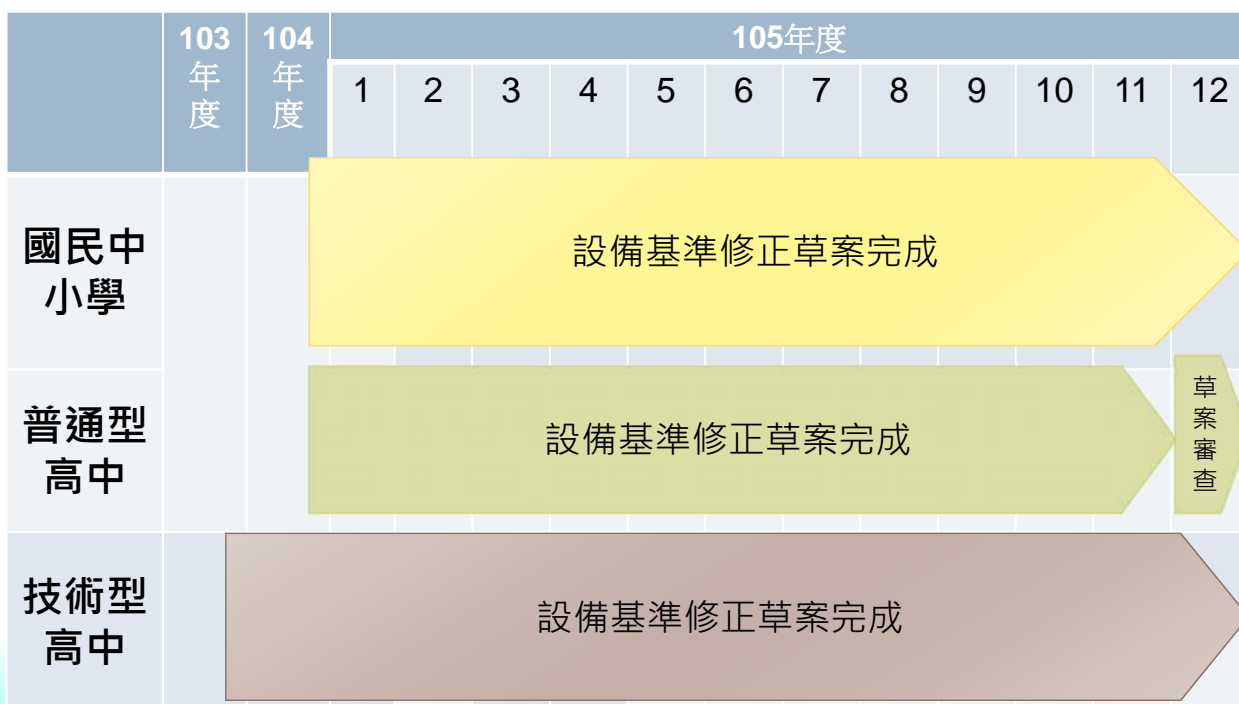 103
年
度
104
年
度
105年度
1 2 3 4 5 6 7 8 9 10 11 12
國民中
小學
設備基準修正草案完成
普通型
高中
設備基準修正草案完成
草
案
審
查
技術型
高中
設備基準修正草案完成